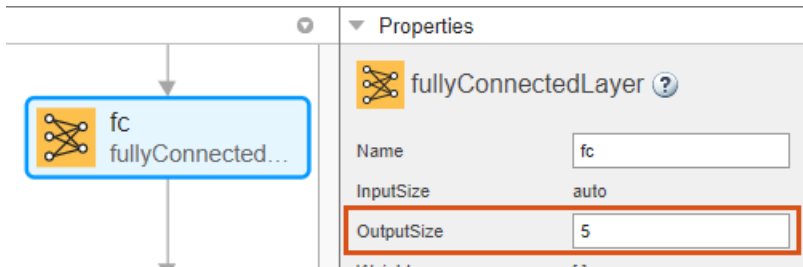 Properties
fc
fullyConnected...
fullyConnectedLayer ?
Name fc
InputSize auto
OutputSize 5